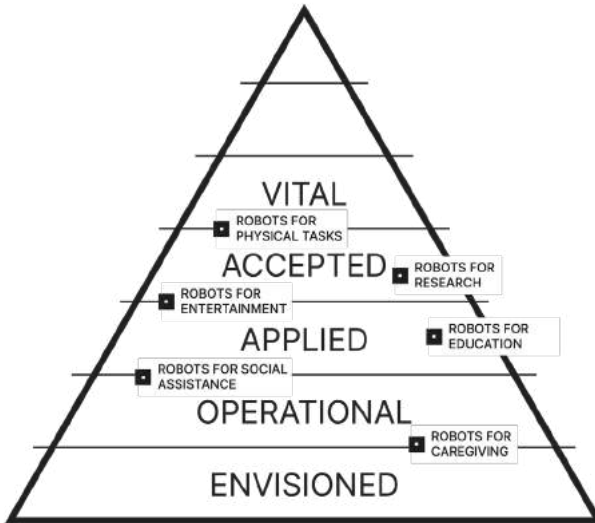 VITAL
ROBOTS FOR
PHYSICAL TASKS
ACCEPTED
ROBOTS FOR
RESEARCH
ROBOTS FOR
ENTERTAINMENT
APPLIED
ROBOTS FOR
EDUCATION
ROBOTS FOR SOCIAL
ASSISTANCE
OPERATIONAL
ROBOTS FOR
CAREGIVING
ENVISIONED